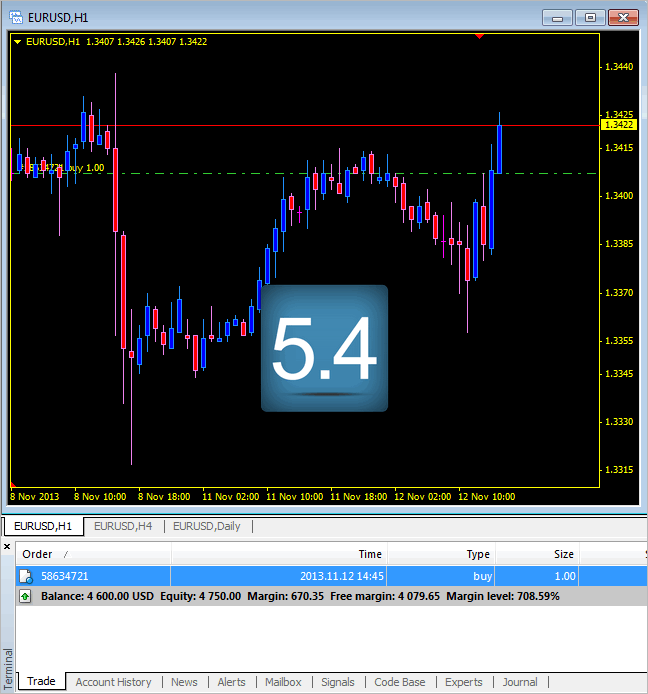 EURUSD,H1
EURUSD,H1 1.3407 1.3426 1.3407 1.3422
1.3440
1.3425
1.3422
1.3415
buy 1.00
1.3400
1.3385
1.3370
1.3355
1.3345
1.3330
1.3315
5.4
8 Nov 2013 8 Nov 10:00 8 Nov 18:00 11 Nov 02:00 11 Nov 10:00 11 Nov 18:00 12 Nov 02:00 12 Nov 10:00
EURUSD,H1 EURUSD,H4 EURUSD,Daily
Order / Time Type Size
58634721 2013.11.12 14:45 buy 1.00
Balance: 4 600.00 USD Equity: 4 750.00 Margin: 670.35 Free margin: 4 079.65 Margin level: 708.59%
Terminal
Trade Account History News Alerts Mailbox Signals Code Base Experts Journal